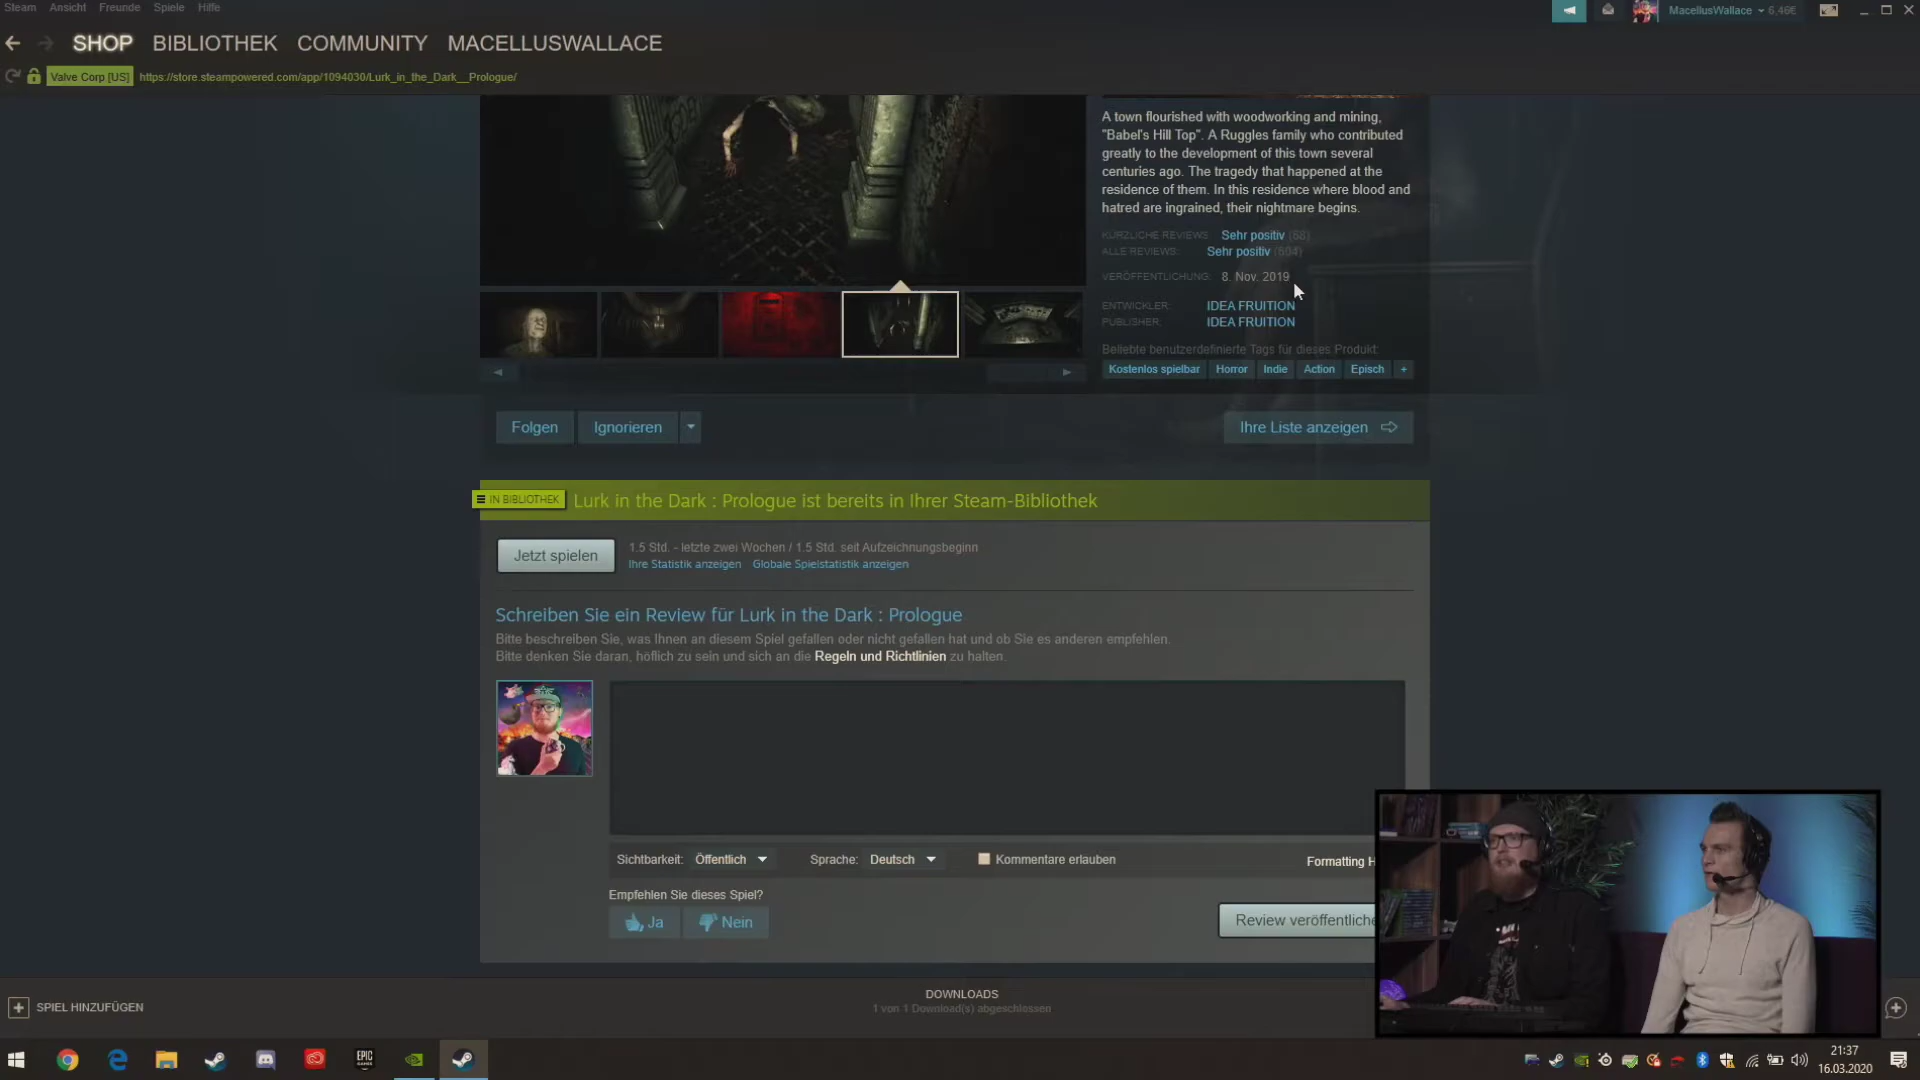 Steam Ansicht Freunde Spiele Hilfe
MacellusWallace 6,46€
SHOP BIBLIOTHEK COMMUNITY MACELLUSWALLACE
Valve Corp [US] https://store.steampowered.com/app/1094030/Lurk_in_the_Dark__Prologue/
A town flourished with woodworking and mining,
"Babel's Hill Top". A Ruggles family who contributed
greatly to the development of this town several
centuries ago. The tragedy that happened at the
residence of them. In this residence where blood and
hatred are ingrained, their nightmare begins.
KÜRZLICHE REVIEWS: Sehr positiv (68)
ALLE REVIEWS: Sehr positiv (604)
VERÖFFENTLICHUNG: 8. Nov. 2019
ENTWICKLER: IDEA FRUITION
PUBLISHER: IDEA FRUITION
Beliebte benutzerdefinierte Tags für dieses Produkt:
Kostenlos spielbar Horror Indie Action Episch +
Folgen Ignorieren Ihre Liste anzeigen
IN BIBLIOTHEK Lurk in the Dark : Prologue ist bereits in Ihrer Steam-Bibliothek
Jetzt spielen
1.5 Std. - letzte zwei Wochen / 1.5 Std. seit Aufzeichnungsbeginn
Ihre Statistik anzeigen Globale Spielstatistik anzeigen
Schreiben Sie ein Review für Lurk in the Dark : Prologue
Bitte beschreiben Sie, was Ihnen an diesem Spiel gefallen oder nicht gefallen hat und ob Sie es anderen empfehlen.
Bitte denken Sie daran, höflich zu sein und sich an die Regeln und Richtlinien zu halten.
Sichtbarkeit: Öffentlich Sprache: Deutsch Kommentare erlauben Formatting H
Empfehlen Sie dieses Spiel?
Ja Nein
Review veröffentliche
SPIEL HINZUFÜGEN
DOWNLOADS
1 von 1 Download(s) abgeschlossen
EPIC GAMES
21:37
16.03.2020